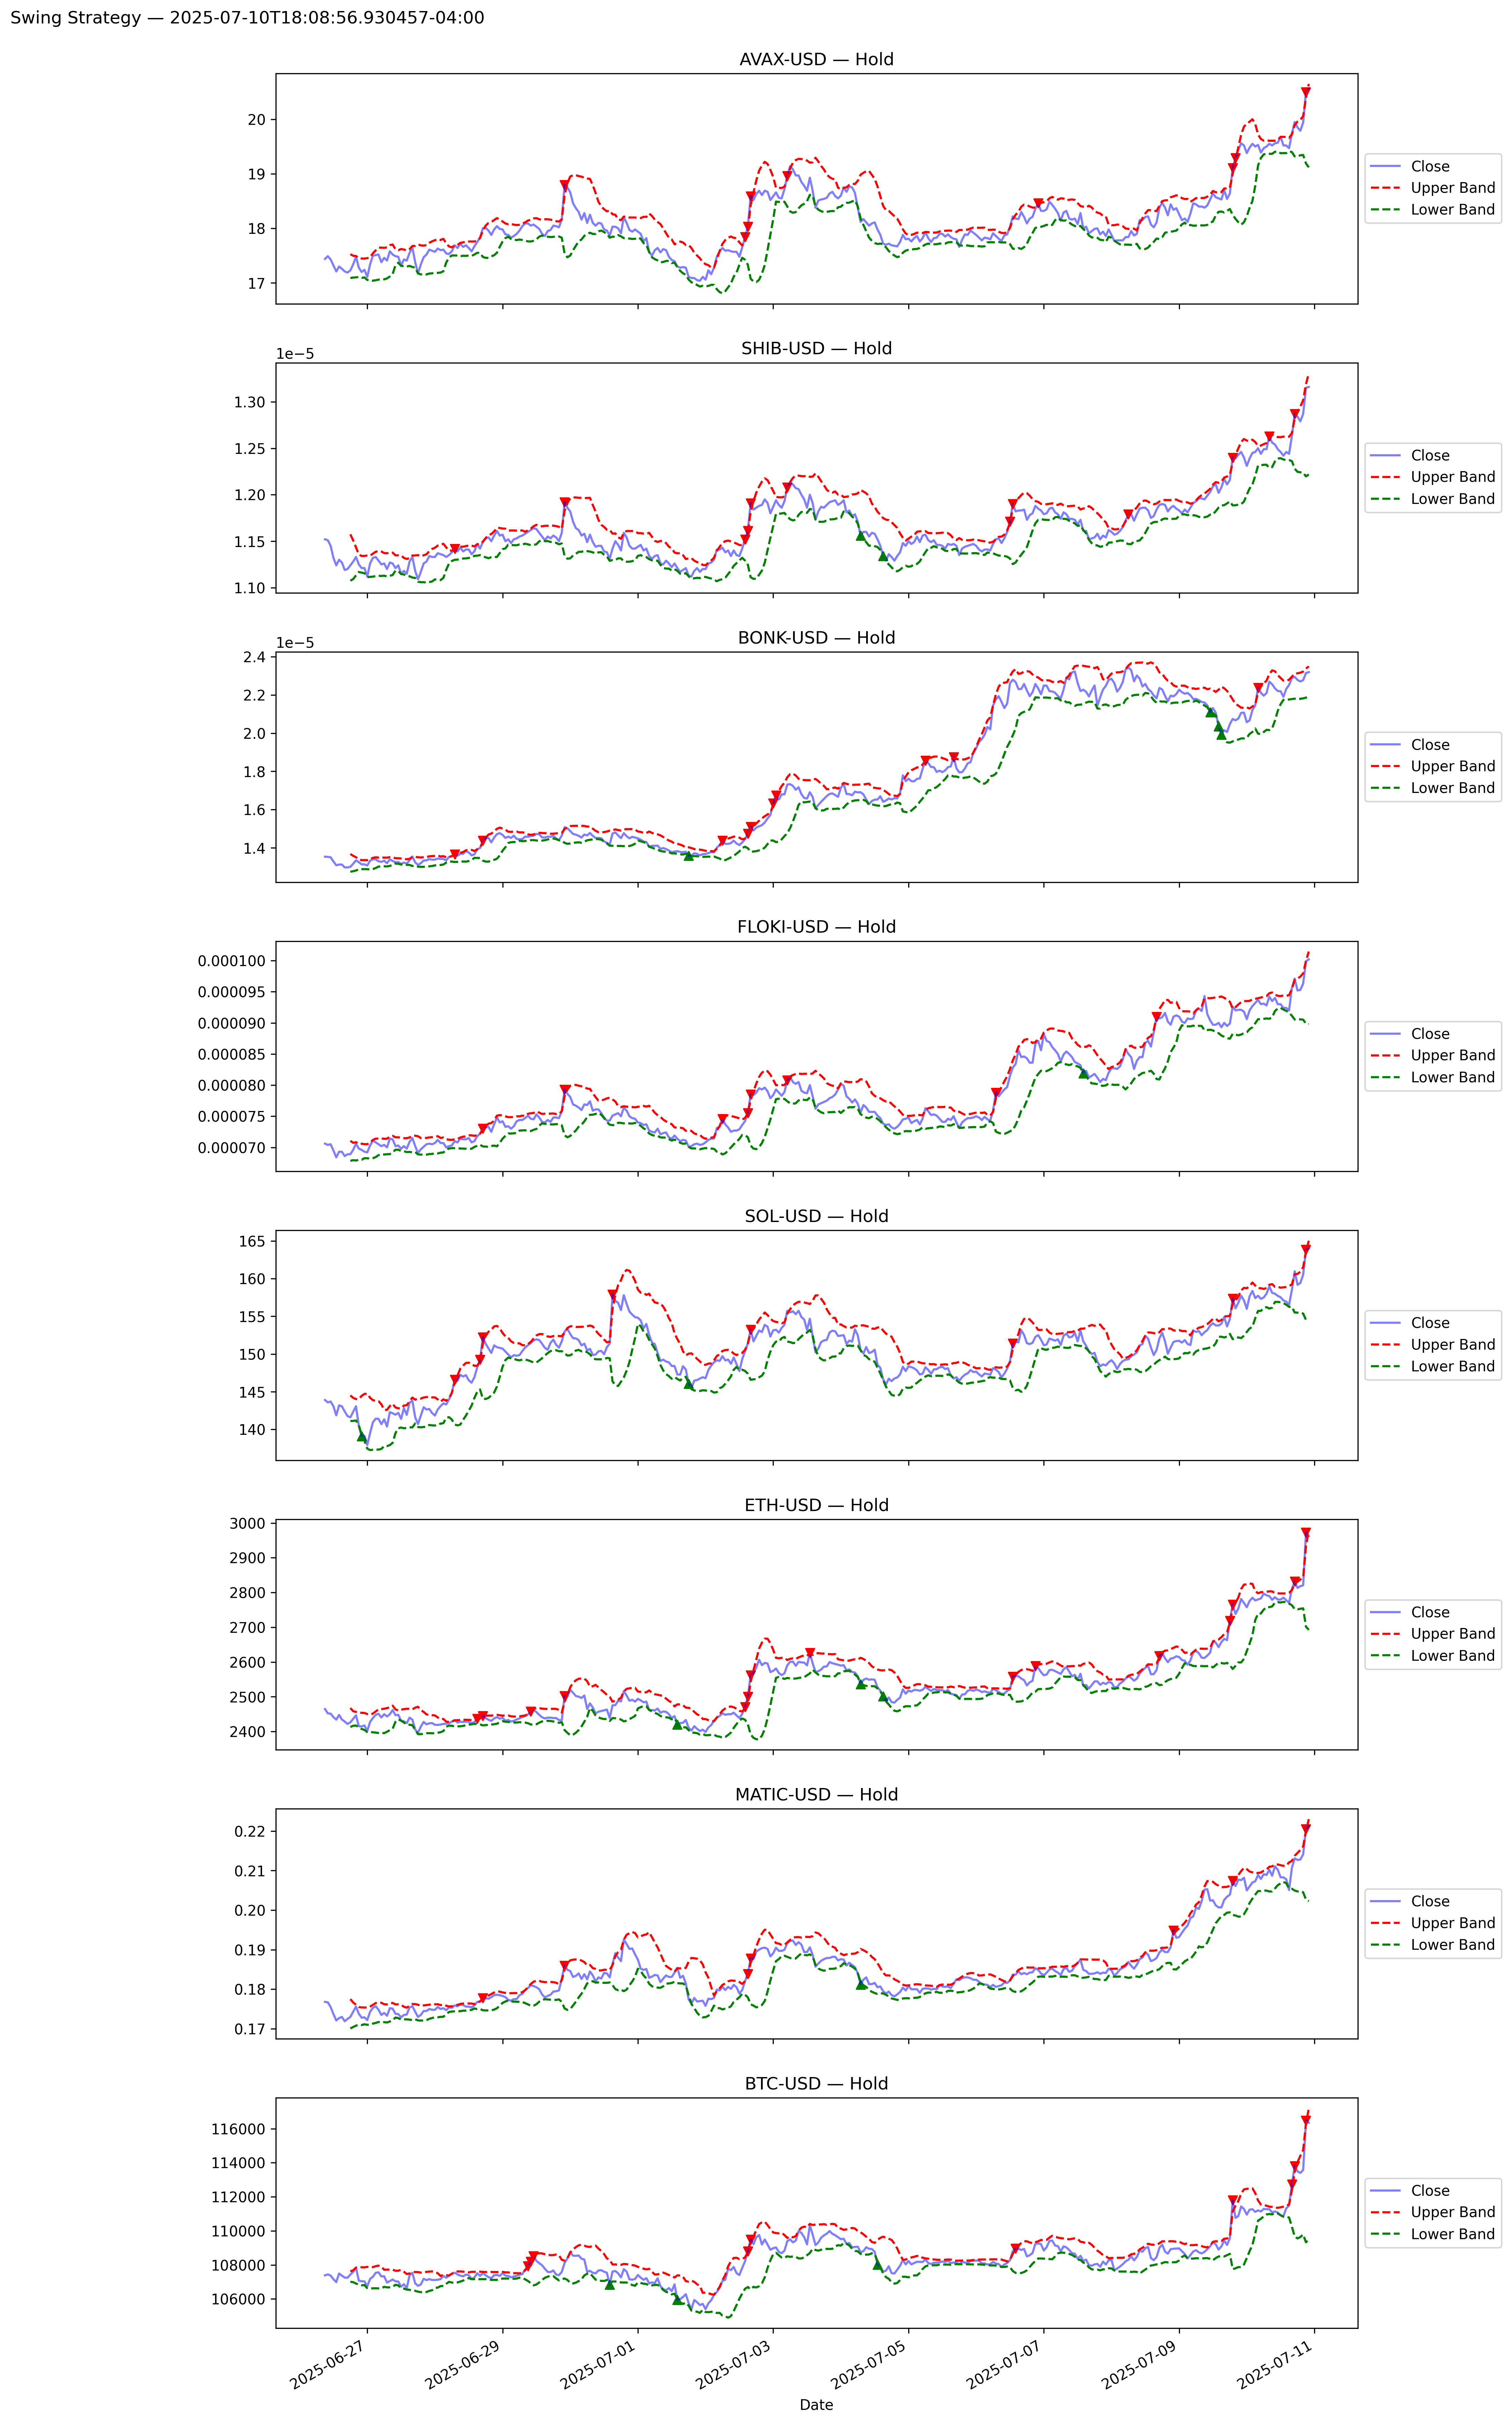 Swing Strategy — 2025-07-10T18:08:56.930457-04:00
AVAX-USD — Hold
20
19
18
17
Close
Upper Band
Lower Band
SHIB-USD — Hold
1e−5
1.30
1.25
1.20
1.15
1.10
Close
Upper Band
Lower Band
BONK-USD — Hold
1e−5
2.4
2.2
2.0
1.8
1.6
1.4
Close
Upper Band
Lower Band
FLOKI-USD — Hold
0.000100
0.000095
0.000090
0.000085
0.000080
0.000075
0.000070
Close
Upper Band
Lower Band
SOL-USD — Hold
165
160
155
150
145
140
Close
Upper Band
Lower Band
ETH-USD — Hold
3000
2900
2800
2700
2600
2500
2400
Close
Upper Band
Lower Band
MATIC-USD — Hold
0.22
0.21
0.20
0.19
0.18
0.17
Close
Upper Band
Lower Band
BTC-USD — Hold
116000
114000
112000
110000
108000
106000
Close
Upper Band
Lower Band
2025-06-27
2025-06-29
2025-07-01
2025-07-03
2025-07-05
2025-07-07
2025-07-09
2025-07-11
Date